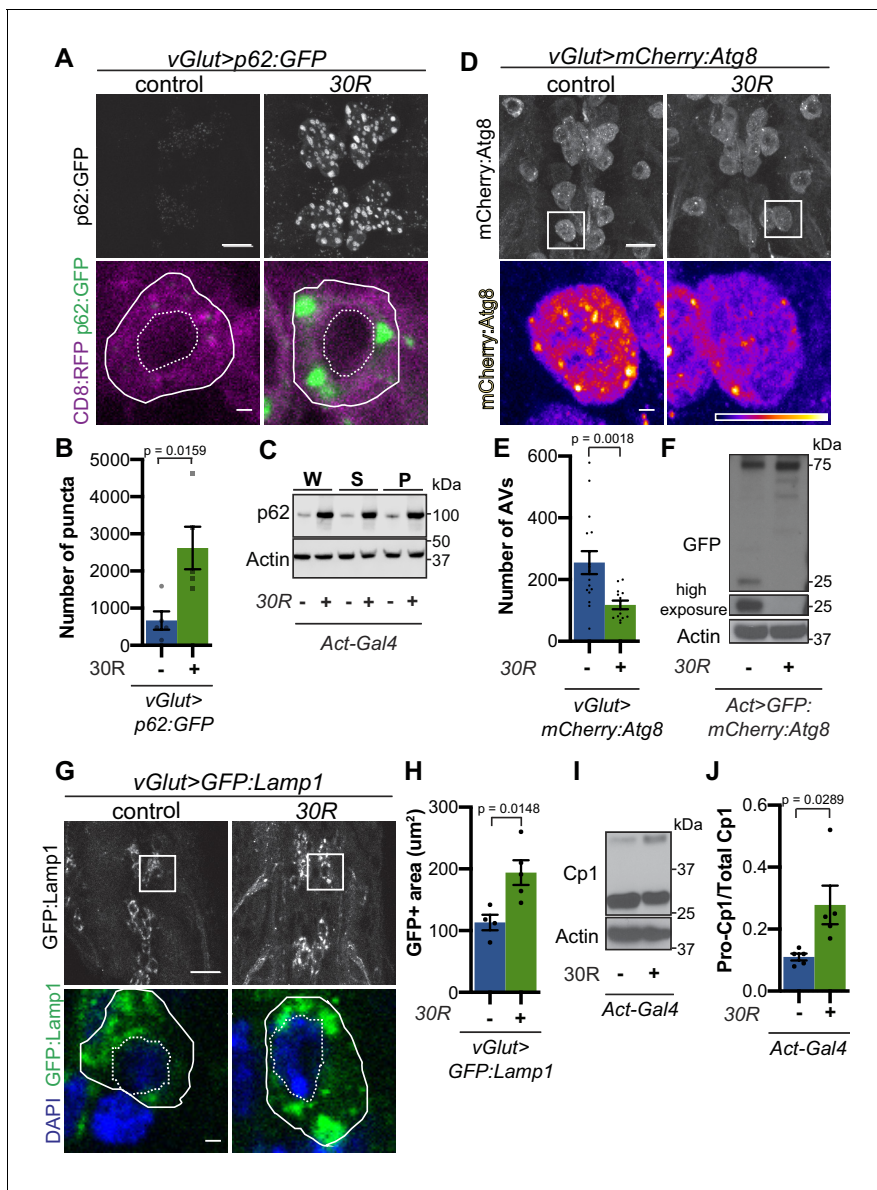 A
vGlut>p62:GFP
control 30R
p62:GFP
CD8:RFP p62:GFP
B
p = 0.0159
Number of puncta
5000
4000
3000
2000
1000
0
30R - +
vGlut>
p62:GFP
C
W S P kDa
p62
100
50
Actin
37
30R - + - + - +
Act-Gal4
D
vGlut>mCherry:Atg8
control 30R
mCherry:Atg8
mCherry:Atg8
E
p = 0.0018
Number of AVs
600
400
200
0
30R - +
vGlut>
mCherry:Atg8
F
kDa
75
GFP
25
high
exposure
25
Actin
37
30R - +
Act>GFP:
mCherry:Atg8
G
vGlut>GFP:Lamp1
control 30R
GFP:Lamp1
DAPI GFP:Lamp1
H
p = 0.0148
GFP+ area (um²)
300
200
100
0
30R - +
vGlut>
GFP:Lamp1
I
kDa
Cp1
37
25
Actin
37
30R - +
Act-Gal4
J
p = 0.0289
Pro-Cp1/Total Cp1
0.6
0.4
0.2
0.0
30R - +
Act-Gal4